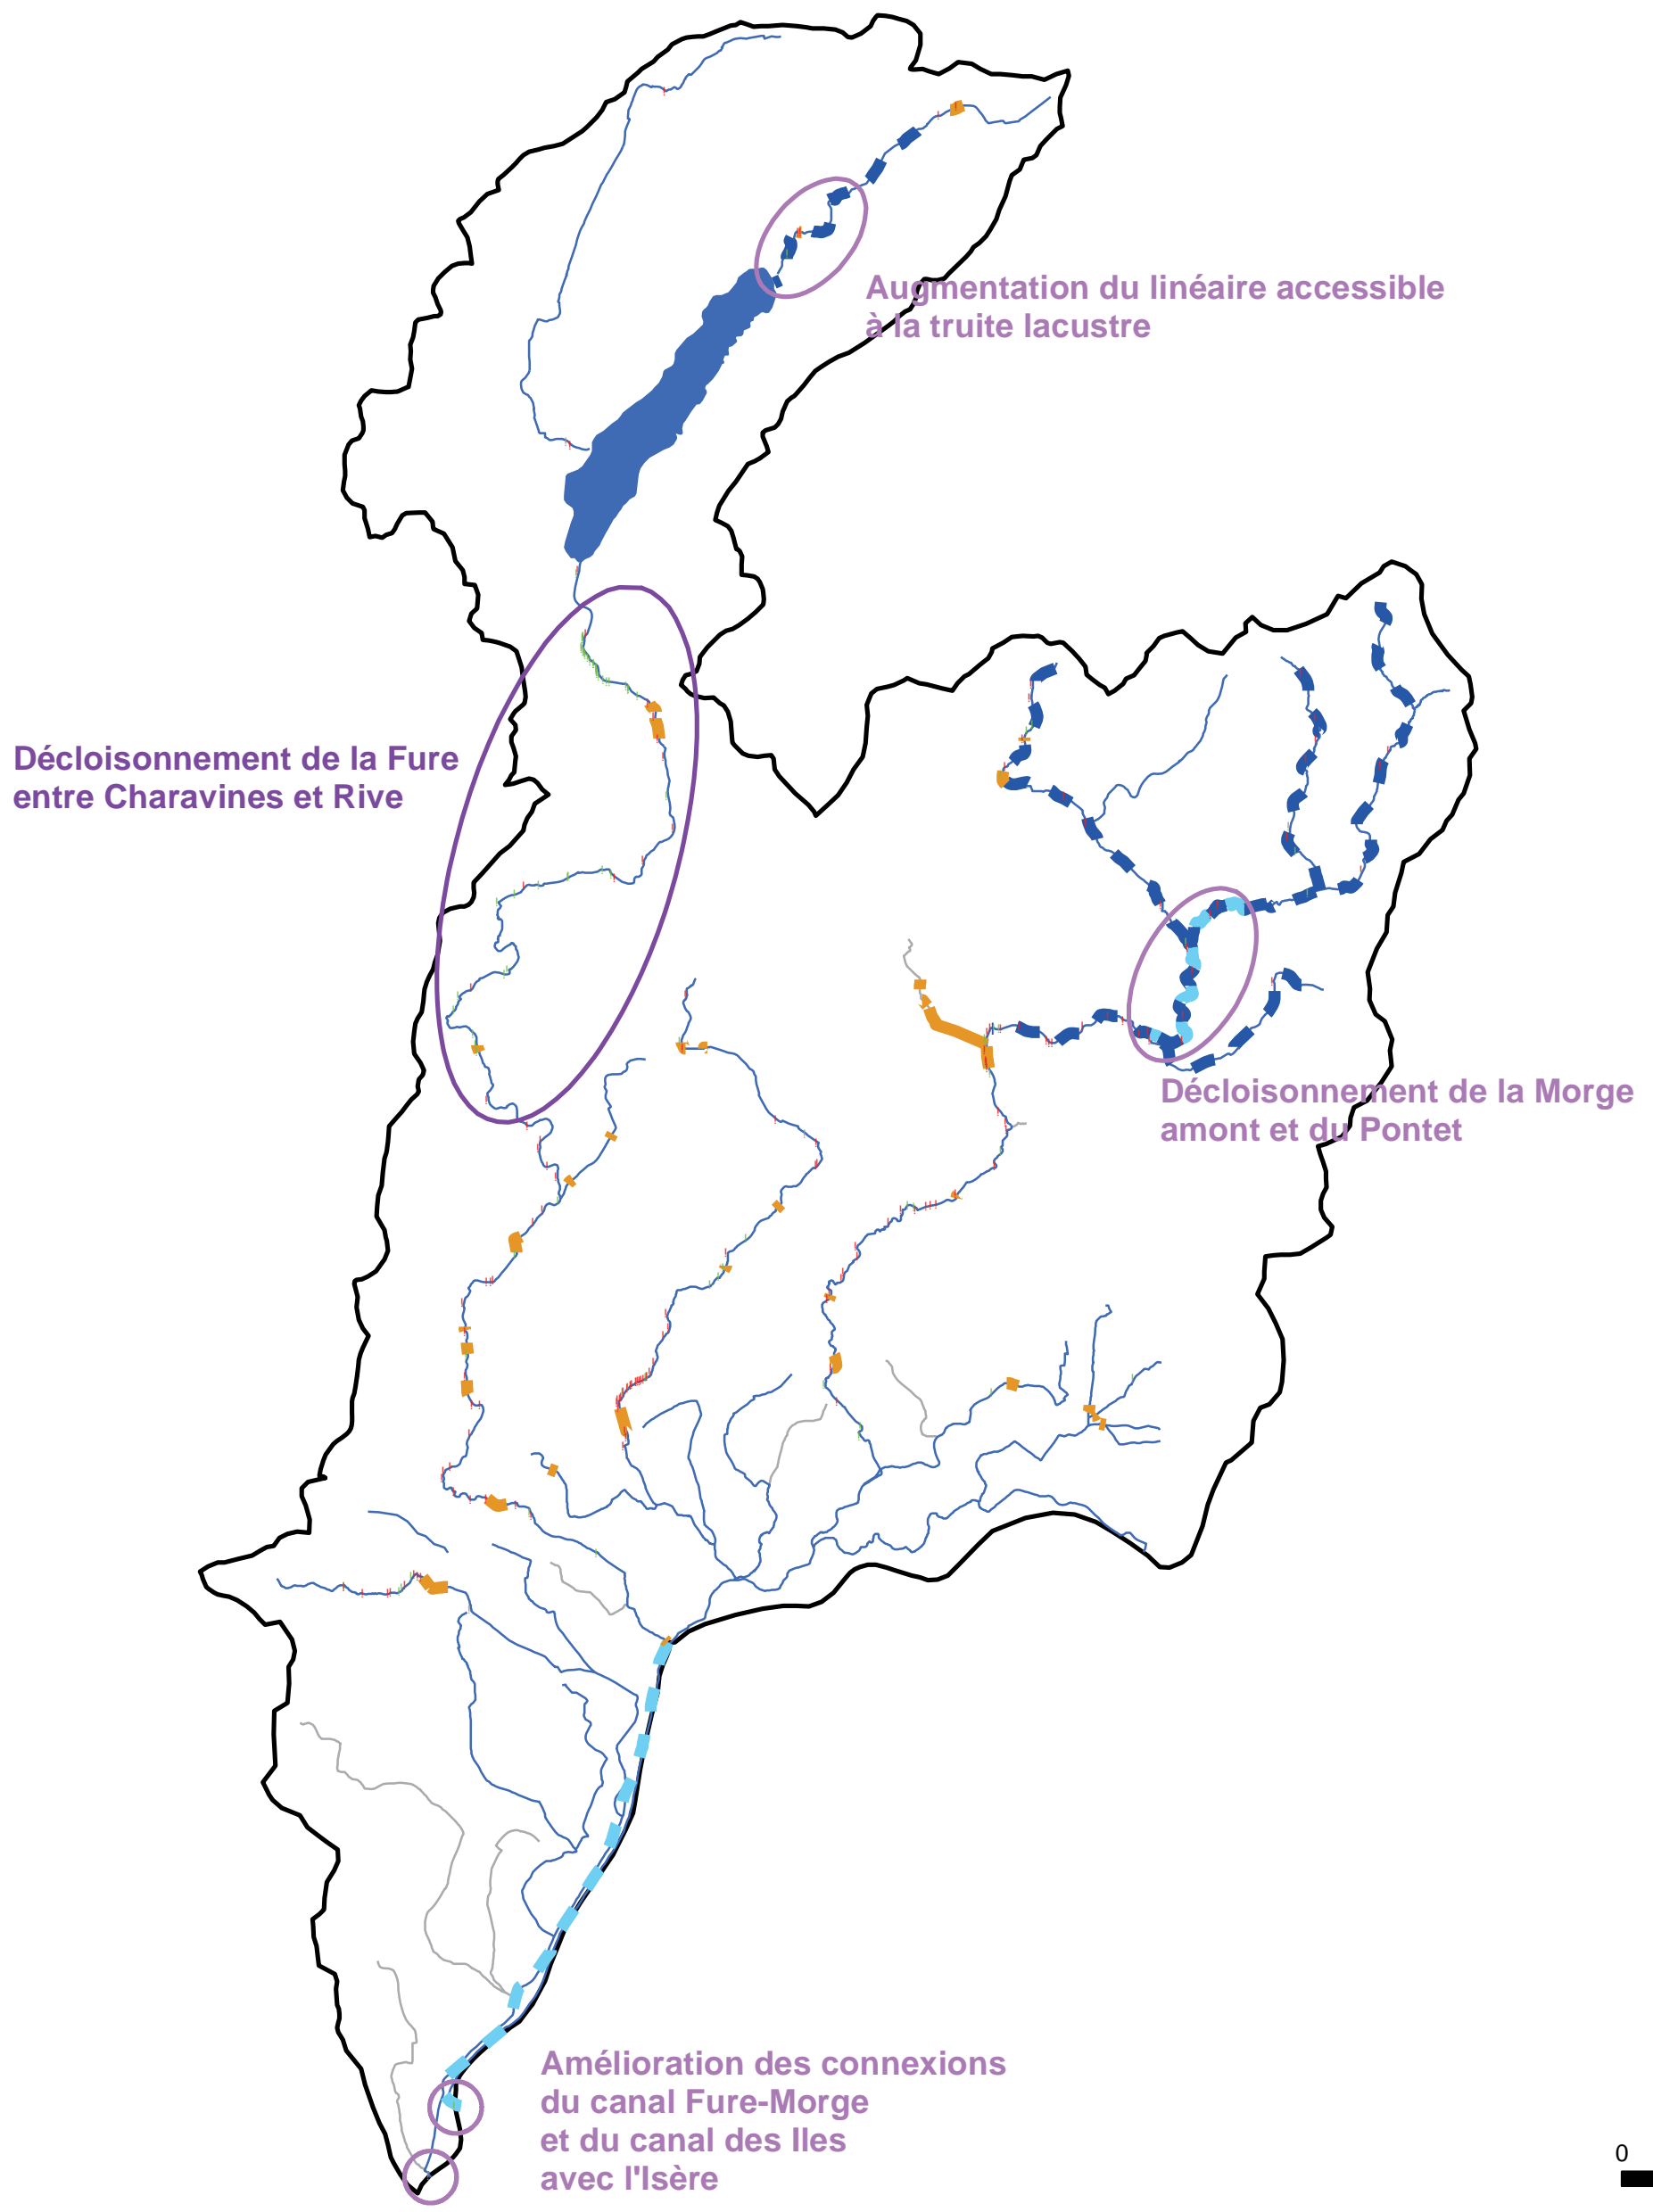 Augmentation du linéaire accessible
à la truite lacustre
Décloisonnement de la Fure
entre Charavines et Rive
Décloisonnement de la Morge
amont et du Pontet
Amélioration des connexions
du canal Fure-Morge
et du canal des Iles
avec l'Isère
0